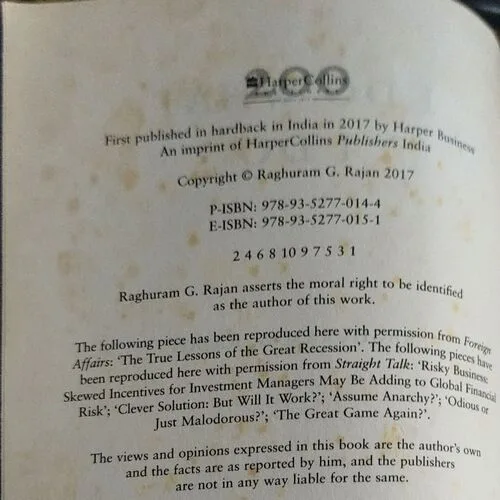 200
HarperCollins
First published in hardback in India in 2017 by Harper Business
An imprint of HarperCollins Publishers India
Copyright © Raghuram G. Rajan 2017
P-ISBN: 978-93-5277-014-4
E-ISBN: 978-93-5277-015-1
2 4 6 8 10 9 7 5 3 1
Raghuram G. Rajan asserts the moral right to be identified
as the author of this work.
The following piece has been reproduced here with permission from Foreign
Affairs: ‘The True Lessons of the Great Recession’. The following pieces have
been reproduced here with permission from Straight Talk: ‘Risky Business:
Skewed Incentives for Investment Managers May Be Adding to Global Financial
Risk’; ‘Clever Solution: But Will It Work?’; ‘Assume Anarchy?’; ‘Odious or
Just Malodorous?’; ‘The Great Game Again?’.
The views and opinions expressed in this book are the author’s own
and the facts are as reported by him, and the publishers
are not in any way liable for the same.